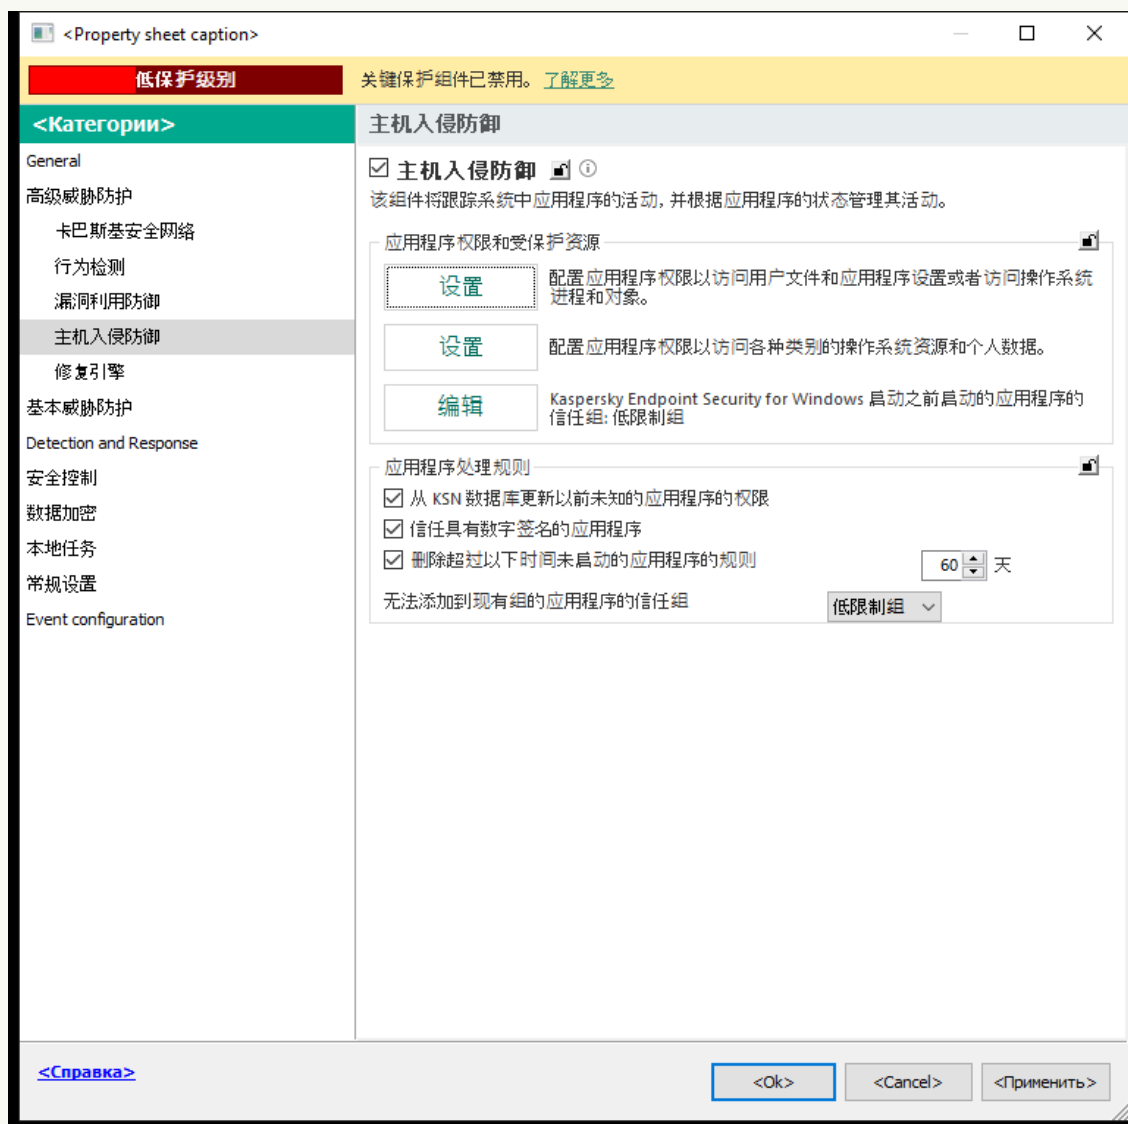 <Property sheet caption>
低保护级别
关键保护组件已禁用。 了解更多
<Категории>
主机入侵防御
General
高级威胁防护
卡巴斯基安全网络
行为检测
漏洞利用防御
主机入侵防御
修复引擎
基本威胁防护
Detection and Response
安全控制
数据加密
本地任务
常规设置
Event configuration
主机入侵防御
该组件将跟踪系统中应用程序的活动, 并根据应用程序的状态管理其活动。
应用程序权限和受保护资源
设置
配置应用程序权限以访问用户文件和应用程序设置或者访问操作系统
进程和对象。
设置
配置应用程序权限以访问各种类别的操作系统资源和个人数据。
编辑
Kaspersky Endpoint Security for Windows 启动之前启动的应用程序的
信任组: 低限制组
应用程序处理规则
从 KSN 数据库更新以前未知的应用程序的权限
信任具有数字签名的应用程序
删除超过以下时间未启动的应用程序的规则
60 天
无法添加到现有组的应用程序的信任组
低限制组
<Справка>
<Ok>
<Cancel>
<Применить>